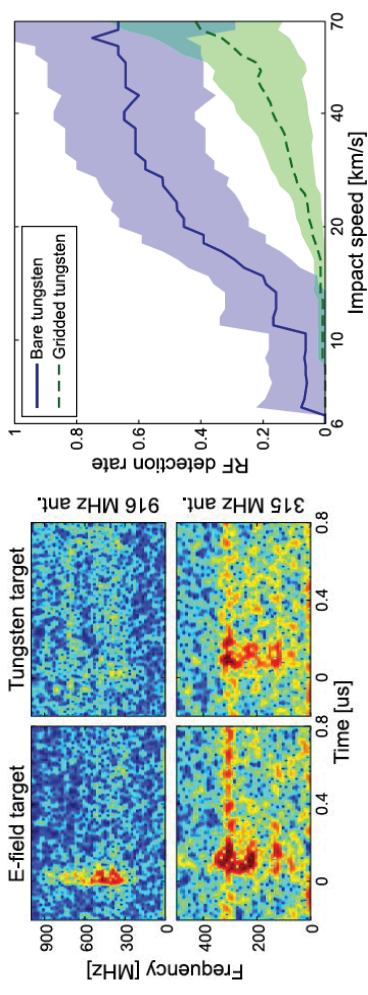 E-field target
Tungsten target
900
600
300
0
916 MHz ant.
400
200
0
315 MHz ant.
Frequency [MHz]
0
0.4
0.8
0
0.4
0.8
Time [us]
Bare tungsten
Gridded tungsten
1
0.8
0.6
0.4
0.2
0
RF detection rate
6
10
20
40
70
Impact speed [km/s]